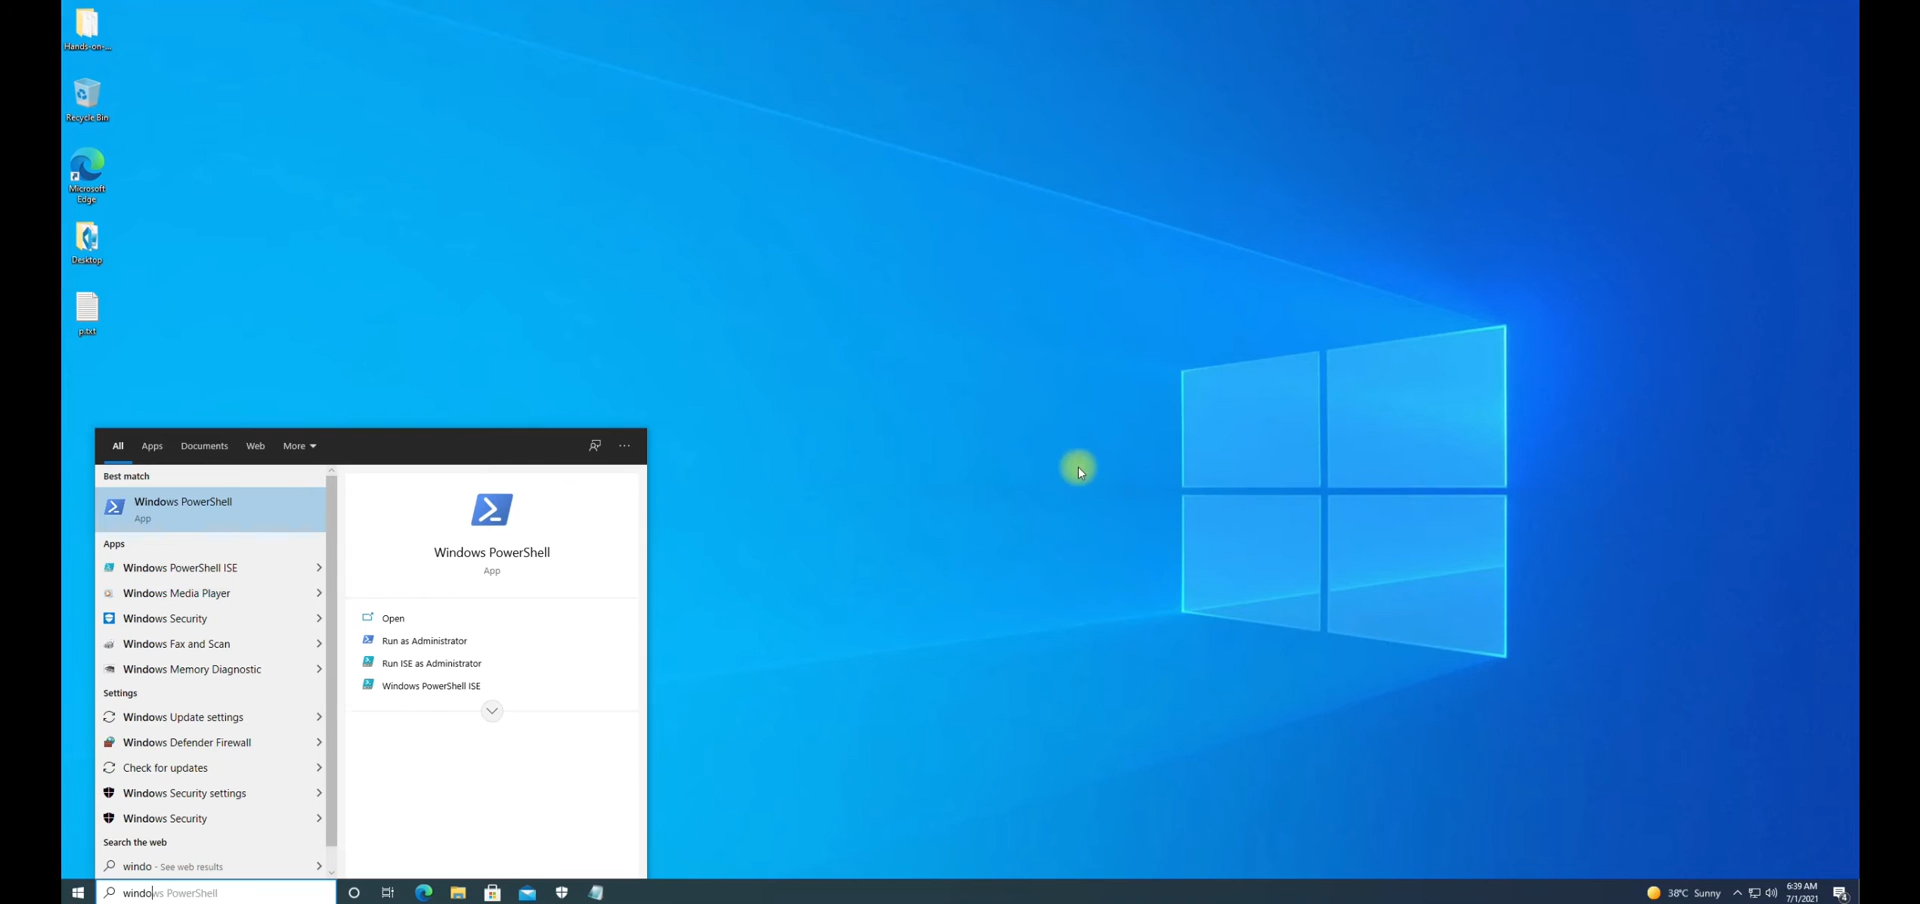 Hands-on-...
Recycle Bin
Microsoft
Edge
Desktop
p.txt
All Apps Documents Web More ...
Best match
Windows PowerShell
App
Apps
Windows PowerShell ISE
Windows Media Player
Windows Security
Windows Fax and Scan
Windows Memory Diagnostic
Settings
Windows Update settings
Windows Defender Firewall
Check for updates
Windows Security settings
Windows Security
Search the web
windo - See web results
Windows PowerShell
App
Open
Run as Administrator
Run ISE as Administrator
Windows PowerShell ISE
windows PowerShell
38°C Sunny
6:39 AM
7/1/2021
4